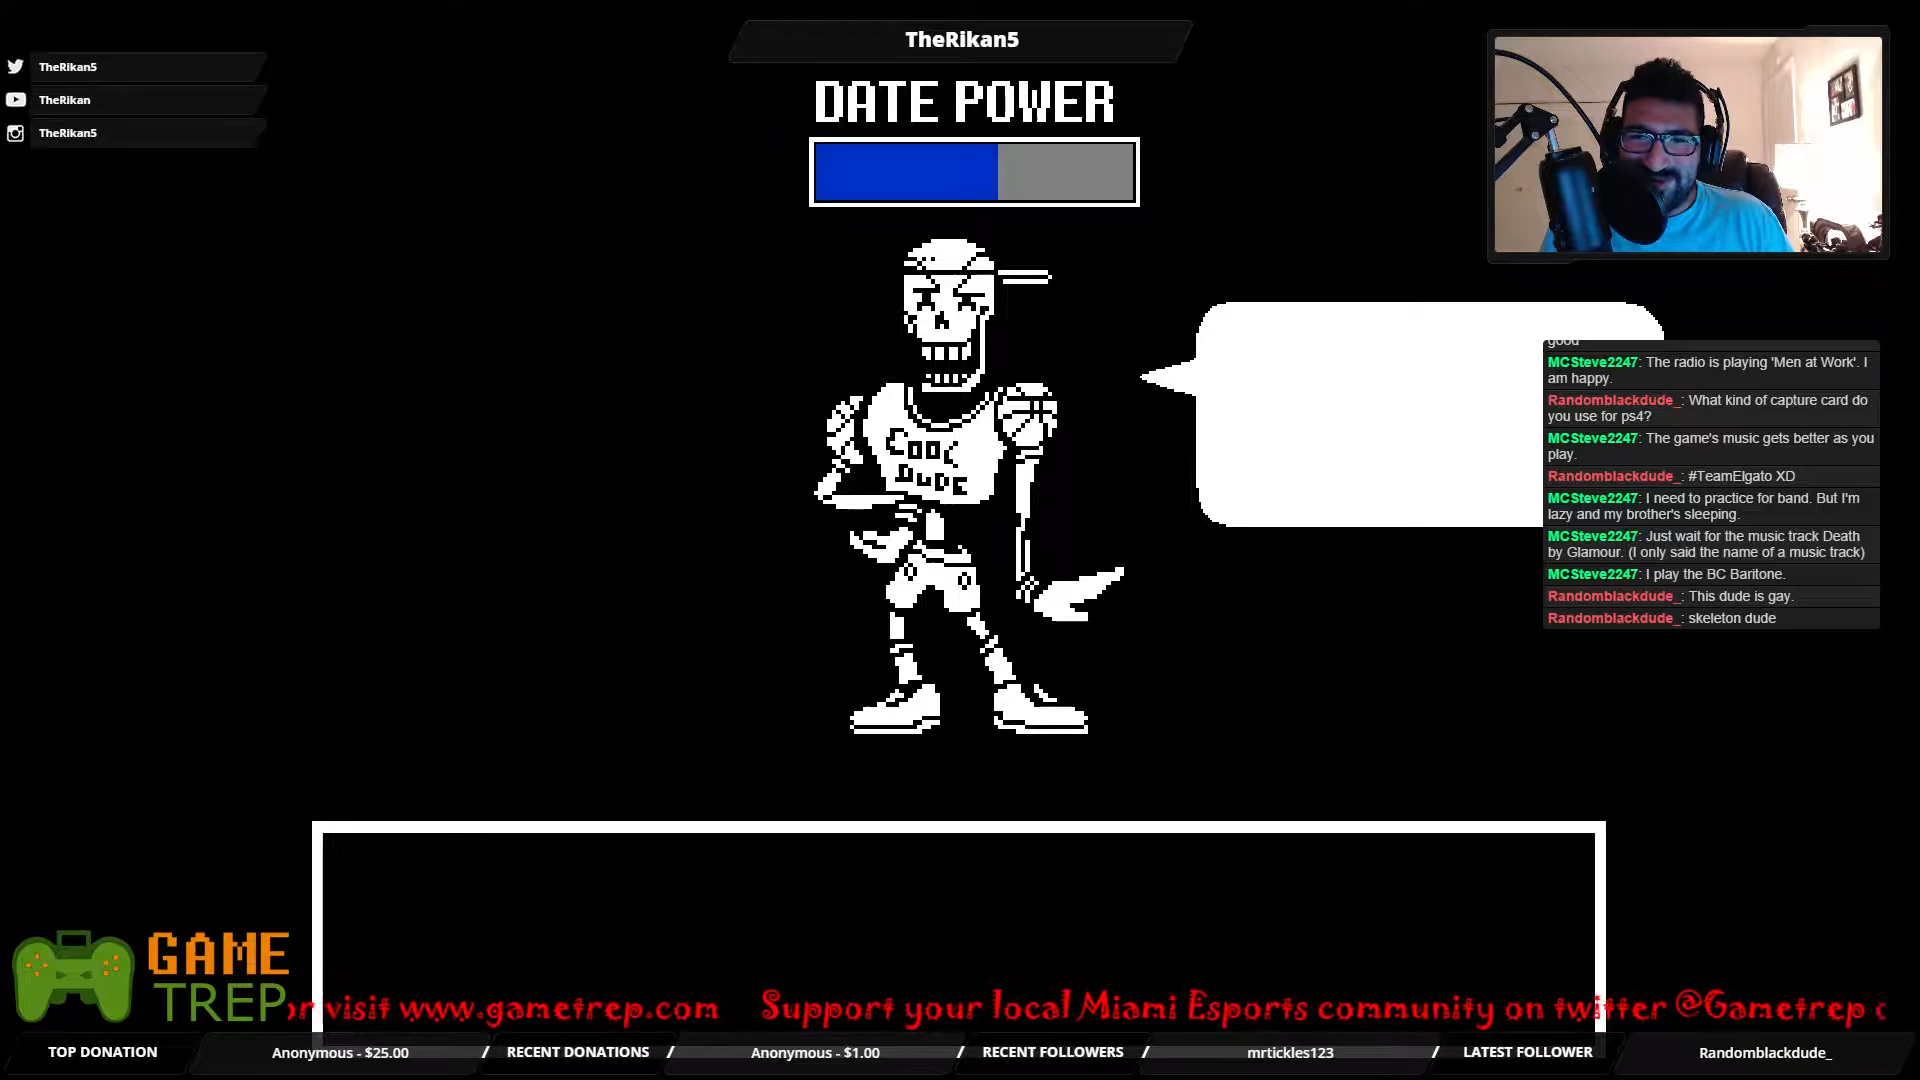 TheRikan5
TheRikan5
TheRikan
TheRikan5
DATE POWER
COOL
DUDE
good
MCSteve2247: The radio is playing 'Men at Work'. I
am happy.
Randomblackdude_: What kind of capture card do
you use for ps4?
MCSteve2247: The game's music gets better as you
play.
Randomblackdude_: #TeamElgato XD
MCSteve2247: I need to practice for band. But I'm
lazy and my brother's sleeping.
MCSteve2247: Just wait for the music track Death
by Glamour. (I only said the name of a music track)
MCSteve2247: I play the BC Baritone.
Randomblackdude_: This dude is gay.
Randomblackdude_: skeleton dude
GAME
TREP
or visit www.gametrep.com Support your local Miami Esports community on twitter @Gametrep
TOP DONATION Anonymous - $25.00 / RECENT DONATIONS / Anonymous - $1.00 / RECENT FOLLOWERS / mrtickles123 / LATEST FOLLOWER Randomblackdude_